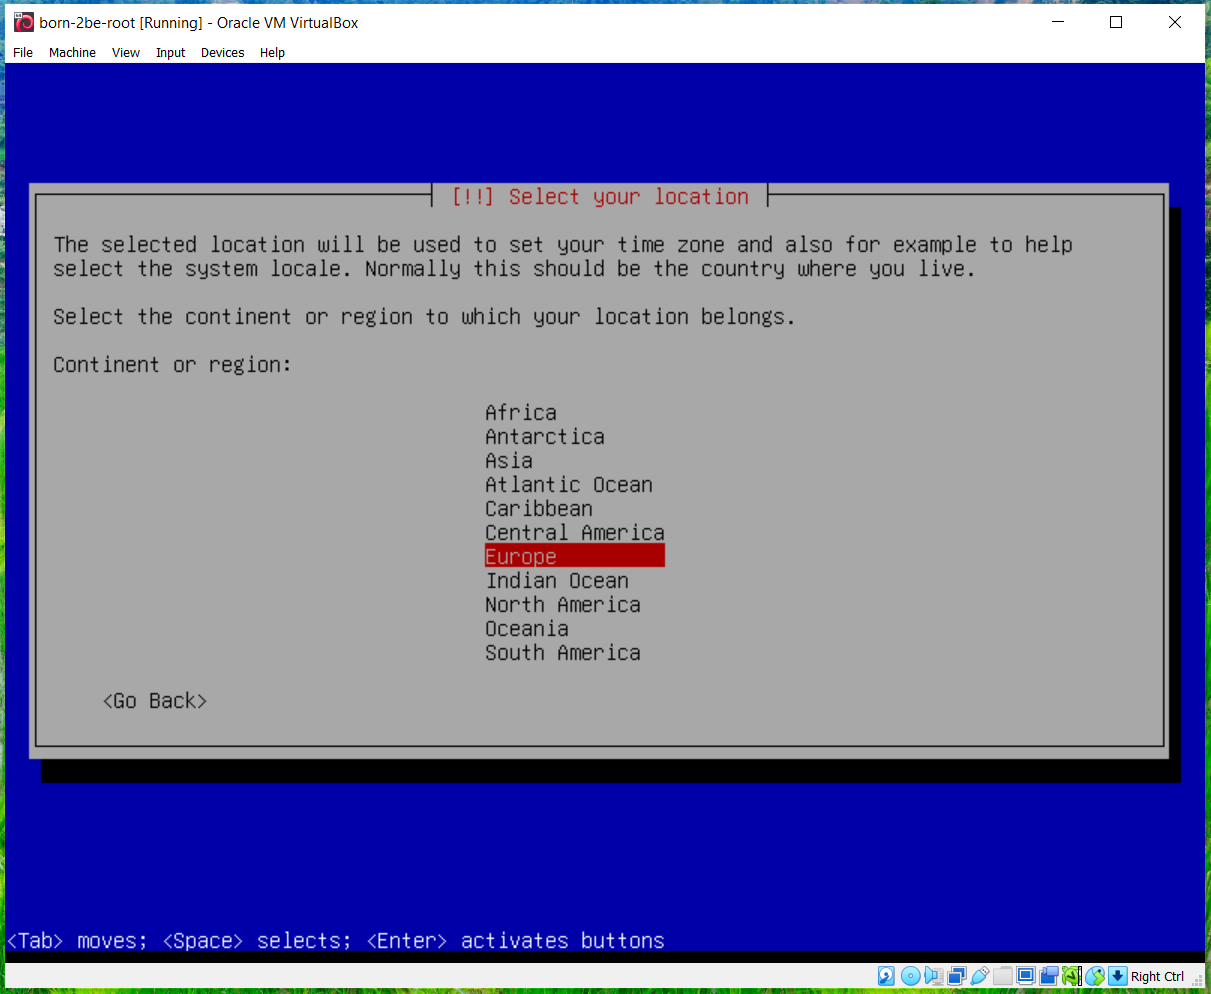 born-2be-root [Running] - Oracle VM VirtualBox
File Machine View Input Devices Help
[!!] Select your location
The selected location will be used to set your time zone and also for example to help
select the system locale. Normally this should be the country where you live.
Select the continent or region to which your location belongs.
Continent or region:
Africa
Antarctica
Asia
Atlantic Ocean
Caribbean
Central America
Europe
Indian Ocean
North America
Oceania
South America
<Go Back>
<Tab> moves; <Space> selects; <Enter> activates buttons
Right Ctrl